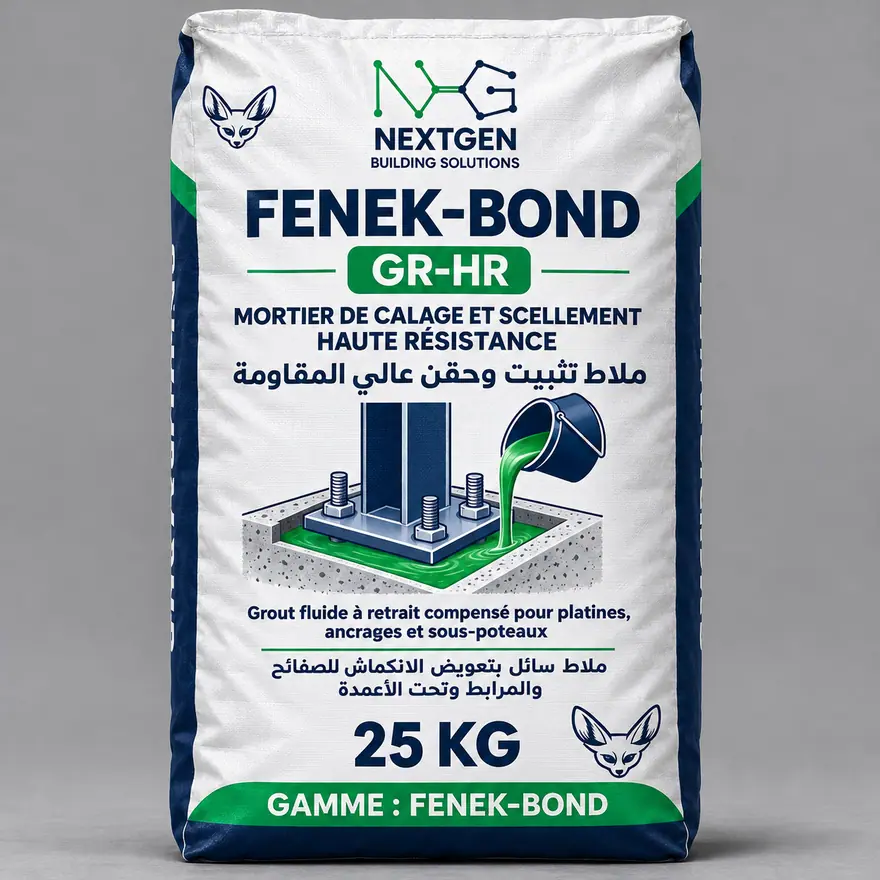 NEXTGEN
BUILDING SOLUTIONS
FENEK-BOND
GR-HR
MORTIER DE CALAGE ET SCELLEMENT
HAUTE RÉSISTANCE
ملاط تثبيت وحقن عالي المقاومة
Grout fluide à retrait compensé pour platines,
ancrages et sous-poteaux
ملاط سائل بتعويض الانكماش للصفائح
والمرابط وتحت الأعمدة
25 KG
GAMME : FENEK-BOND